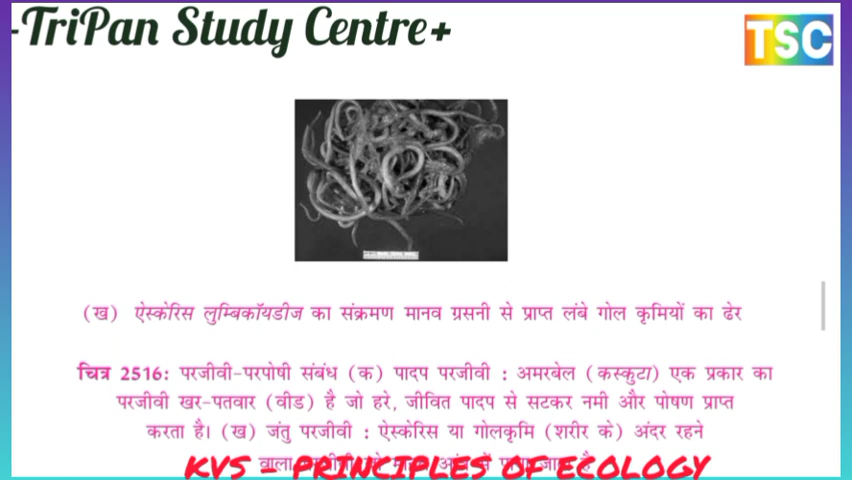 -TriPan Study Centre+
TSC
(ख) ऐस्केरिस लुम्बिकॉयडीज का संक्रमण मानव ग्रसनी से प्राप्त लंबे गोल कृमियों का ढेर
चित्र 2516: परजीवी-परपोषी संबंध (क) पादप परजीवी : अमरबेल (कस्कुटा) एक प्रकार का
परजीवी खर-पतवार (वीड) है जो हरे, जीवित पादप से सटकर नमी और पोषण प्राप्त
करता है। (ख) जंतु परजीवी : ऐस्केरिस या गोलकृमि (शरीर के) अंदर रहने
वाला
KVS - PRINCIPLES OF ECOLOGY